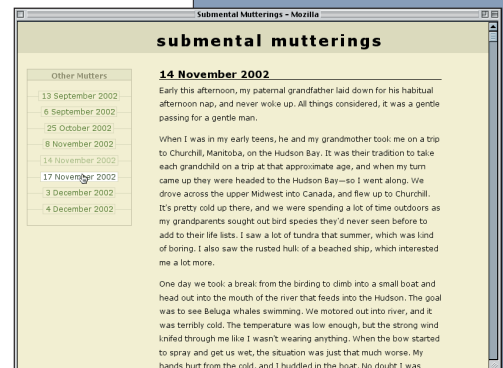 Submental Mutterings - Mozilla
submental mutterings
Other Mutters
13 September 2002
6 September 2002
25 October 2002
8 November 2002
14 November 2002
17 November 2002
3 December 2002
4 December 2002
14 November 2002
Early this afternoon, my paternal grandfather laid down for his habitual
afternoon nap, and never woke up. All things considered, it was a gentle
passing for a gentle man.
When I was in my early teens, he and my grandmother took me on a trip
to Churchill, Manitoba, on the Hudson Bay. It was their tradition to take
each grandchild on a trip at that approximate age, and when my turn
came up they were headed to the Hudson Bay—so I went along. We
drove across the upper Midwest into Canada, and flew up to Churchill.
It's pretty cold up there, and we were spending a lot of time outdoors as
my grandparents sought out bird species they'd never seen before to
add to their life lists. I saw a lot of tundra that summer, which was kind
of boring. I also saw the rusted hulk of a beached ship, which interested
me a lot more.
One day we took a break from the birding to climb into a small boat and
head out into the mouth of the river that feeds into the Hudson. The goal
was to see Beluga whales swimming. We motored out into river, and it
was terribly cold. The temperature was low enough, but the strong wind
knifed through me like I wasn't wearing anything. When the bow started
to spray and get us wet, the situation was just that much worse. My
hands hurt from the cold, and I huddled in the boat. No doubt I was